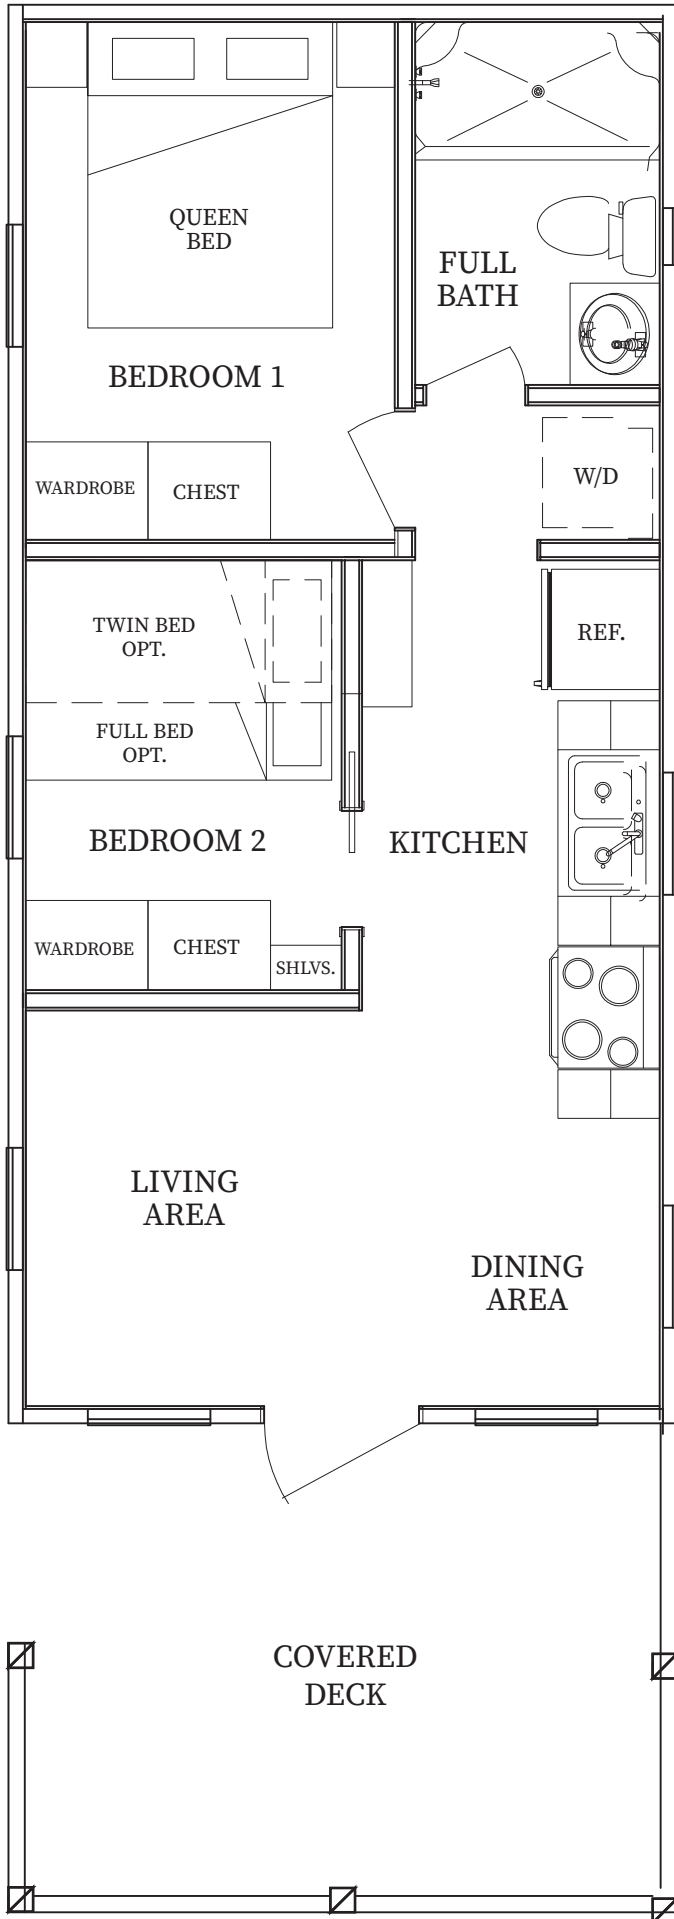 QUEEN
BED
FULL
BATH
BEDROOM 1
WARDROBE
CHEST
W/D
TWIN BED
OPT.
REF.
FULL BED
OPT.
BEDROOM 2
KITCHEN
WARDROBE
CHEST
SHLVS.
LIVING
AREA
DINING
AREA
COVERED
DECK